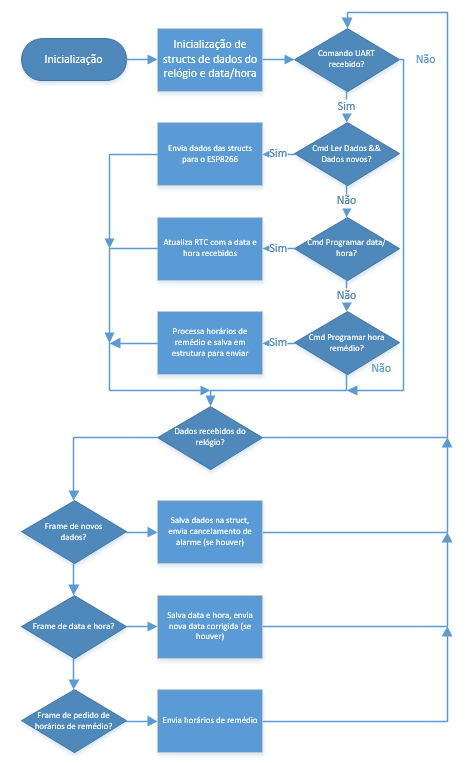 Inicialização
Inicialização de
structs de dados do
relógio e data/hora
Comando UART
recebido?
Não
Sim
Envia dados das structs
para o ESP8266
Sim
Cmd Ler Dados &&
Dados novos?
Não
Atualiza RTC com a data e
hora recebidos
Sim
Cmd Programar data/
hora?
Não
Processa horários de
remédio e salva em
estrutura para enviar
Sim
Cmd Programar hora
remédio?
Não
Dados recebidos do
relógio?
Frame de novos
dados?
Salva dados na struct,
envia cancelamento de
alarme (se houver)
Frame de data e hora?
Salva data e hora, envia
nova data corrigida (se
houver)
Frame de pedido de
horários de remédio?
Envia horários de remédio